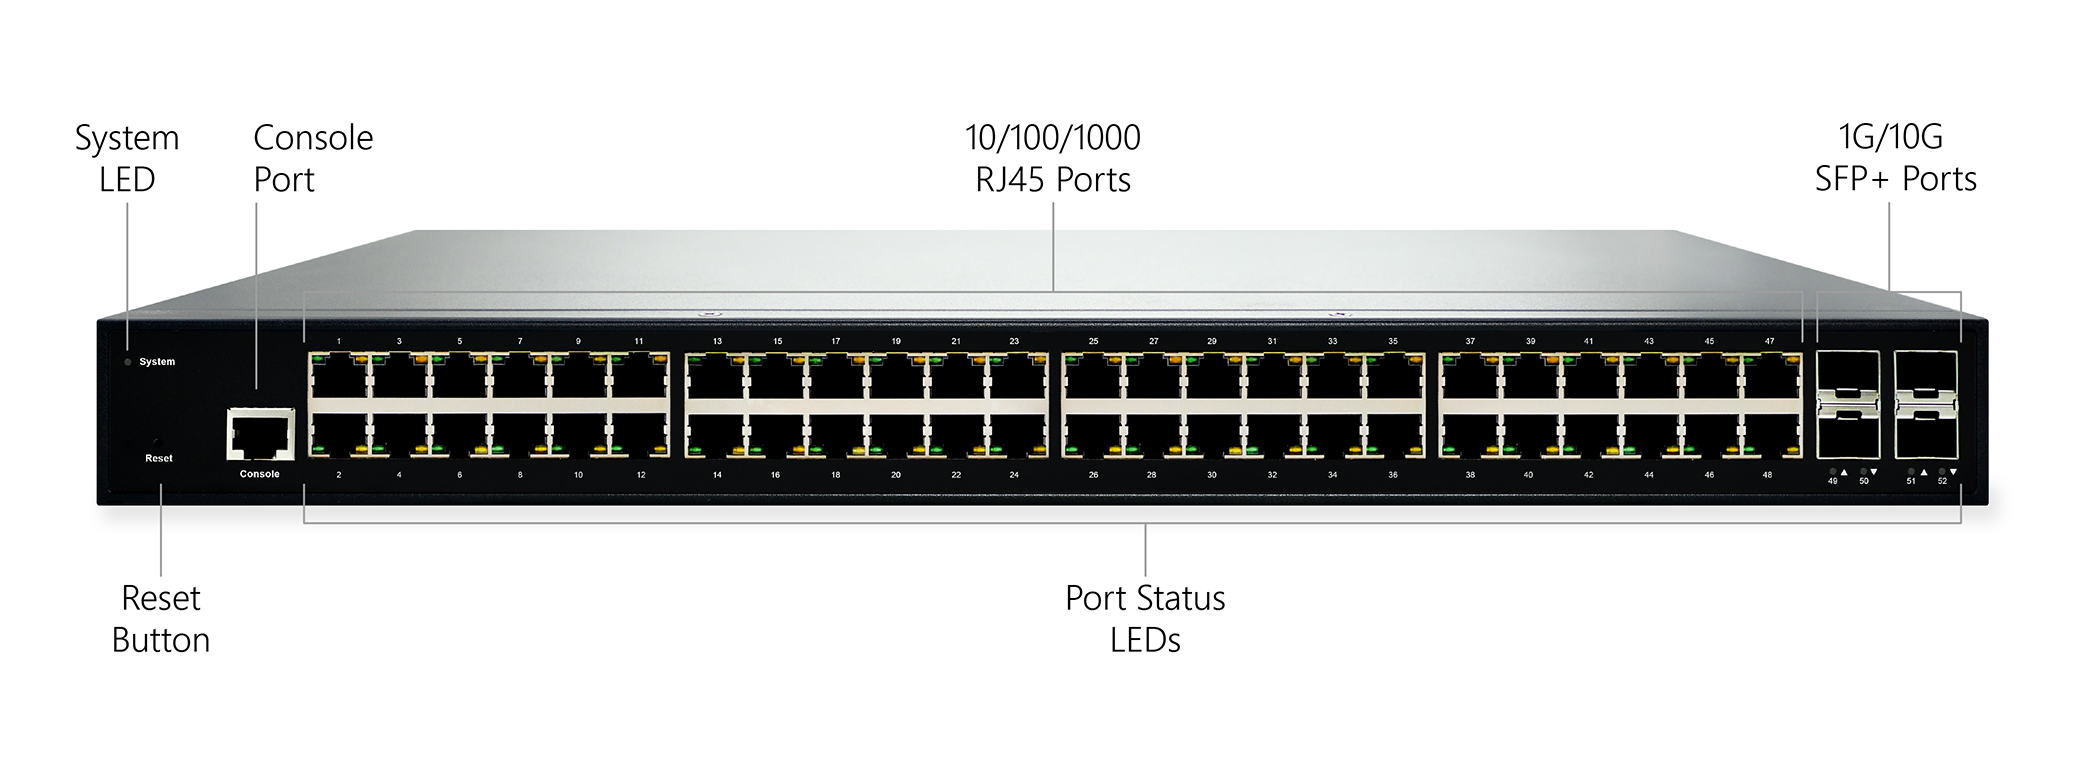 System
LED
Console
Port
10/100/1000
RJ45 Ports
1G/10G
SFP+ Ports
1 3 5 7 9 11 13 15 17 19 21 23 25 27 29 31 33 35 37 39 41 43 45 47
System
Reset
Console
2 4 6 8 10 12 14 16 18 20 22 24 26 28 30 32 34 36 38 40 42 44 46 48
▲ ▼ ▲ ▼
49 50 51 52
Reset
Button
Port Status
LEDs